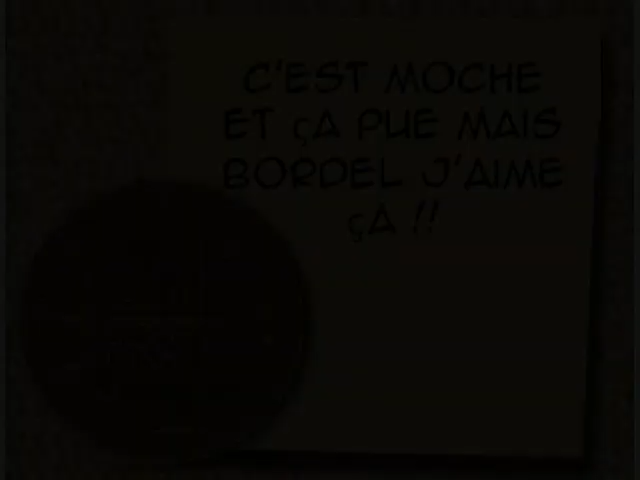 C'EST MOCHE
ET çA PUE MAIS
BORDEL J'AIME
çA !!